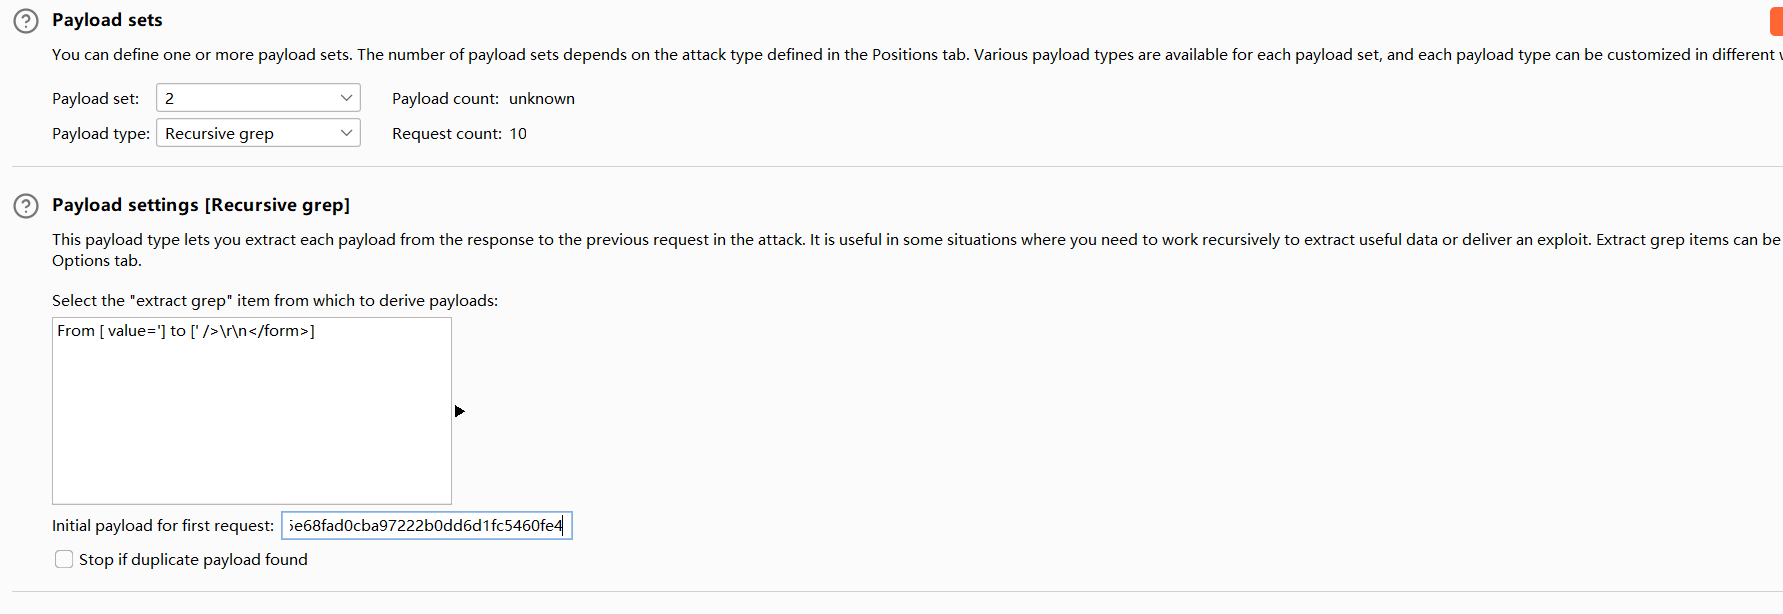 Payload sets
You can define one or more payload sets. The number of payload sets depends on the attack type defined in the Positions tab. Various payload types are available for each payload set, and each payload type can be customized in different
Payload set: 2 Payload count: unknown
Payload type: Recursive grep Request count: 10
Payload settings [Recursive grep]
This payload type lets you extract each payload from the response to the previous request in the attack. It is useful in some situations where you need to work recursively to extract useful data or deliver an exploit. Extract grep items can be
Options tab.
Select the "extract grep" item from which to derive payloads:
From [ value='] to [' />\r\n</form>]
Initial payload for first request: e68fad0cba97222b0dd6d1fc5460fe4
Stop if duplicate payload found